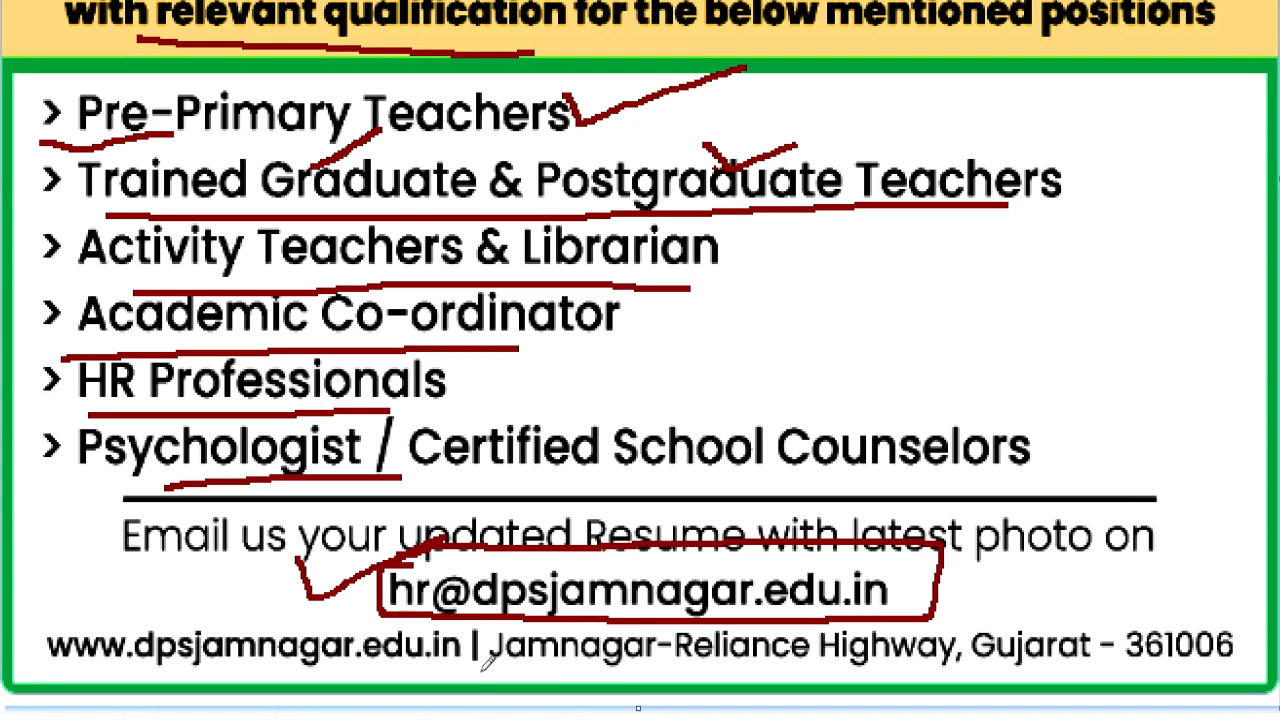 with relevant qualification for the below mentioned positions
> Pre-Primary Teachers
> Trained Graduate & Postgraduate Teachers
> Activity Teachers & Librarian
> Academic Co-ordinator
> HR Professionals
> Psychologist / Certified School Counselors
Email us your updated Resume with latest photo on
hr@dpsjamnagar.edu.in
www.dpsjamnagar.edu.in | Jamnagar-Reliance Highway, Gujarat - 361006